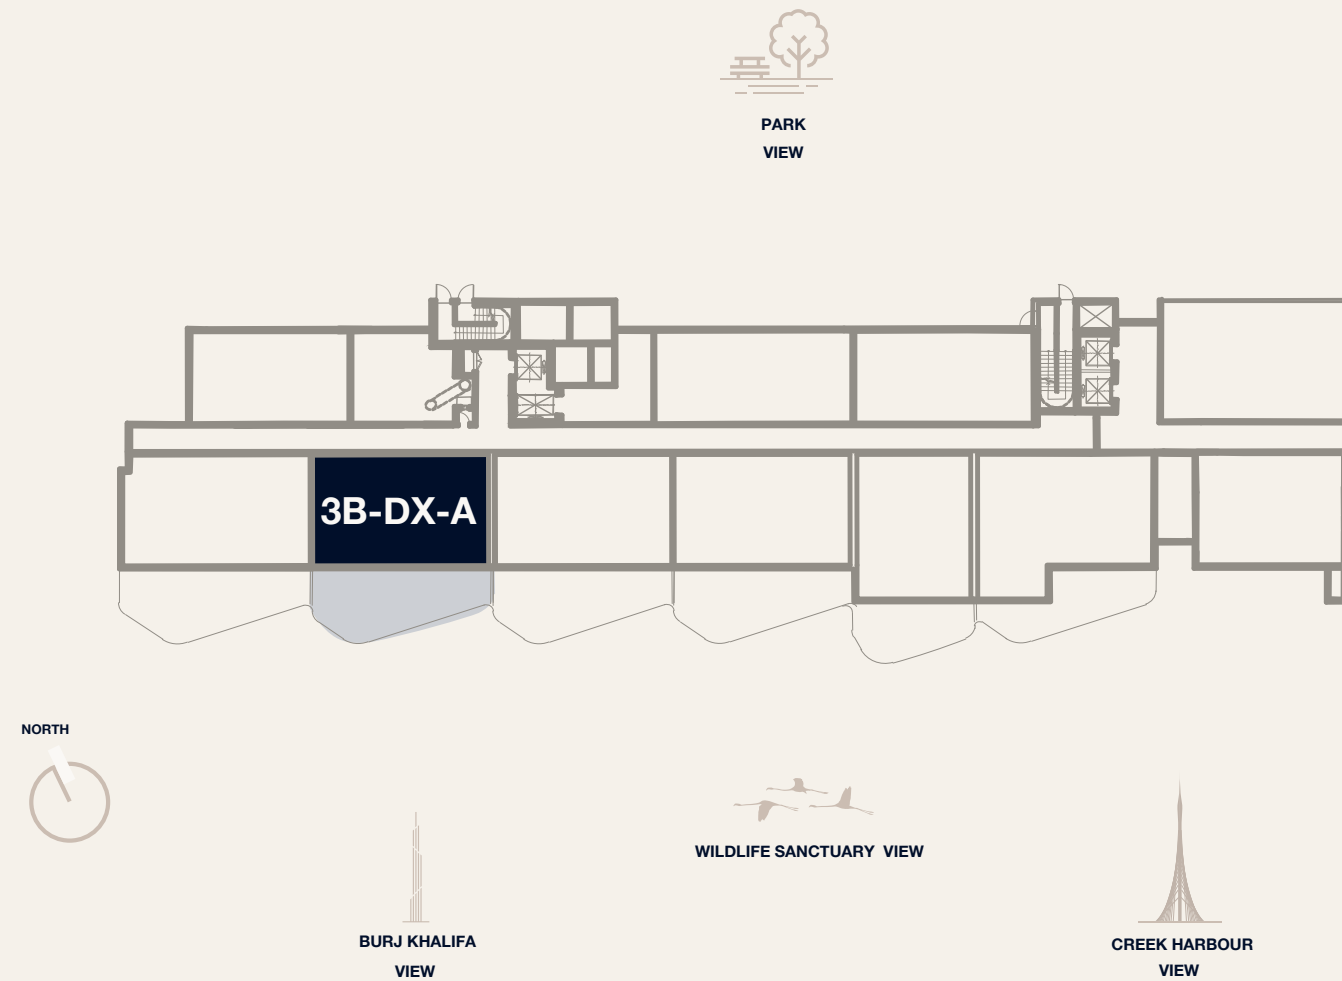 PARK
VIEW
3B-DX-A
NORTH
WILDLIFE SANCTUARY VIEW
BURJ KHALIFA
VIEW
CREEK HARBOUR
VIEW